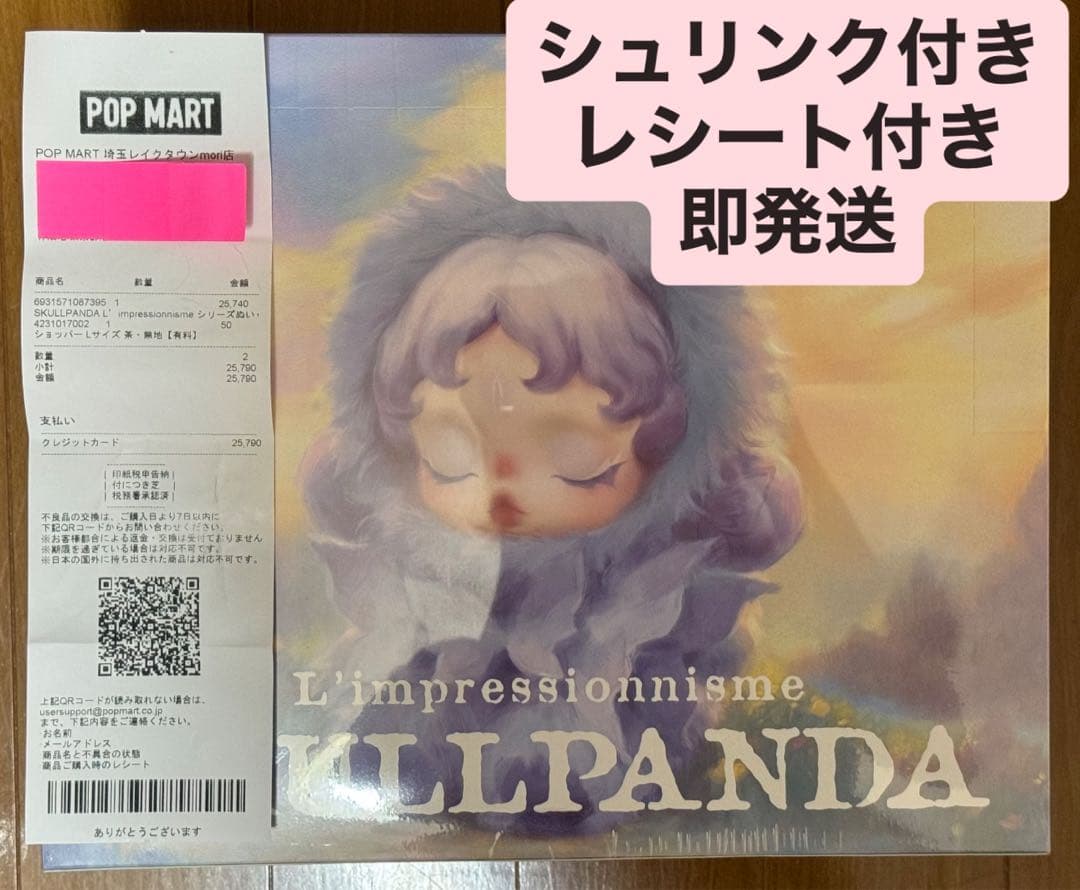 シュリンク付き
レシート付き
即発送
POP MART
POP MART 埼玉レイクタウンmori店
商品名 数量 金額
6931571087395 1 25,740
SKULLPANDA L'impressionnisme シリーズぬい
4231017002 1 50
ショッパー Lサイズ 茶・無地【有料】
数量 2
小計 25,790
金額 25,790
支払い
クレジットカード 25,790
印紙税申告納
付につき芝
税務署承認済
不良品の交換は、ご購入日より7日以内に
下記QRコードからお問い合わせください。
※お客様都合による返金・交換は受付ておりません
※期限を過ぎている場合は対応不可です。
※日本の国外に持ち出された商品は対応不可です。
上記QRコードが読み取れない場合は、
usersupport@popmart.co.jp
まで、下記内容をご連絡ください。
お名前
メールアドレス
商品名と不具合の状態
商品ご購入時のレシート
ありがとうございます
L'impressionnisme
ULLPANDA